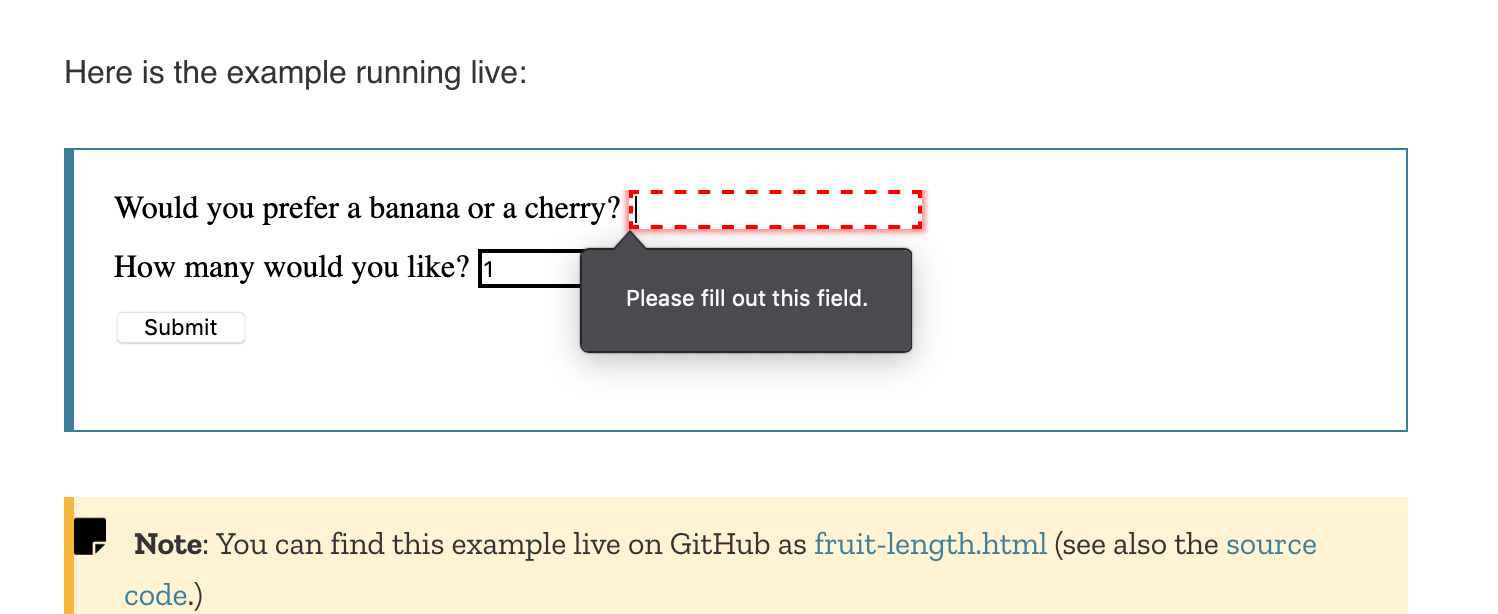 Here is the example running live:
Would you prefer a banana or a cherry?
How many would you like? 1
Please fill out this field.
Submit
Note: You can find this example live on GitHub as fruit-length.html (see also the source
code.)